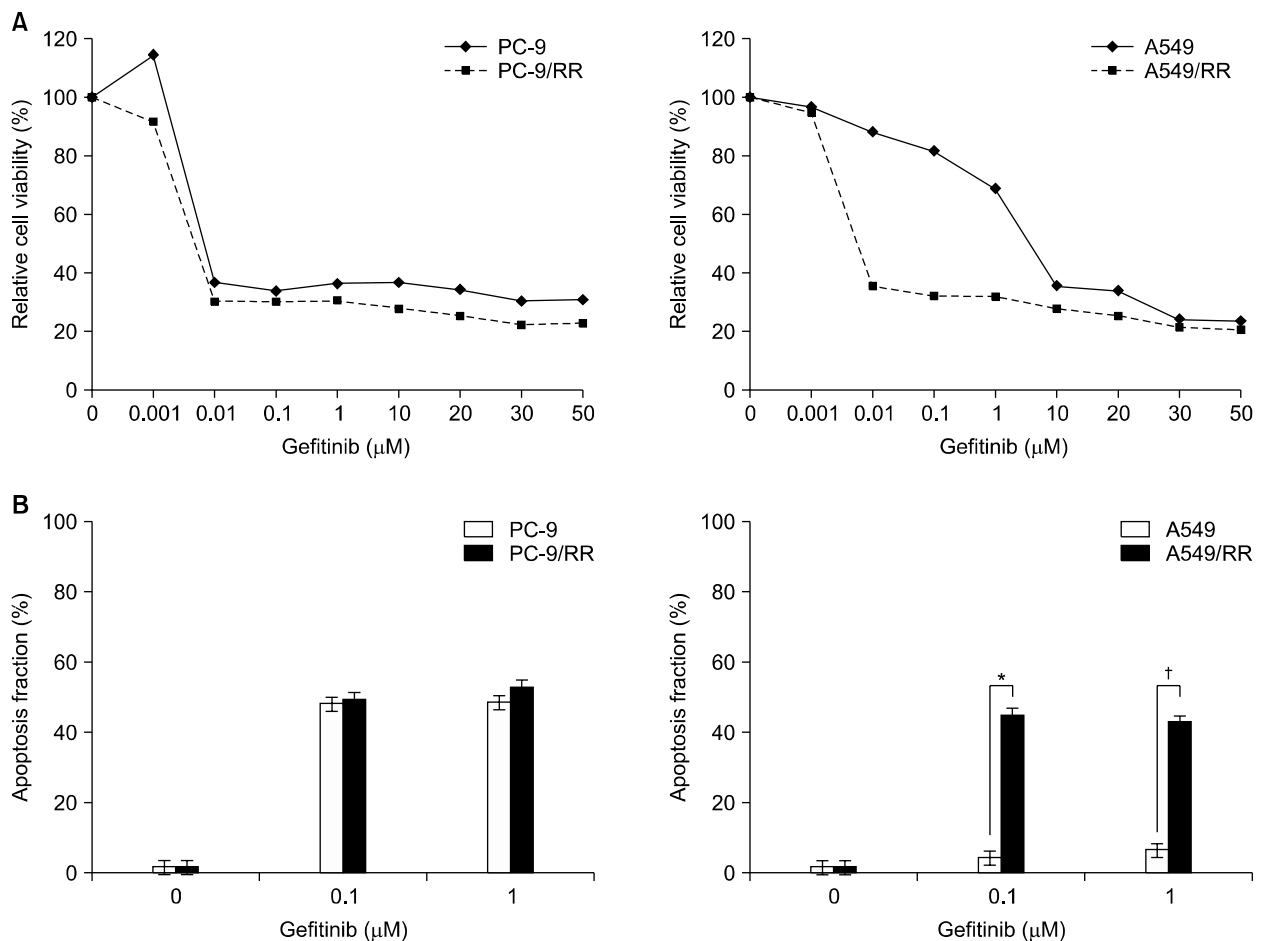 A
120
100
80
60
40
20
0
Relative cell viability (%)
PC-9
PC-9/RR
0 0.001 0.01 0.1 1 10 20 30 50
Gefitinib (μM)
120
100
80
60
40
20
0
Relative cell viability (%)
A549
A549/RR
0 0.001 0.01 0.1 1 10 20 30 50
Gefitinib (μM)
B
100
80
60
40
20
0
Apoptosis fraction (%)
PC-9
PC-9/RR
0 0.1 1
Gefitinib (μM)
100
80
60
40
20
0
Apoptosis fraction (%)
A549
A549/RR
* †
0 0.1 1
Gefitinib (μM)